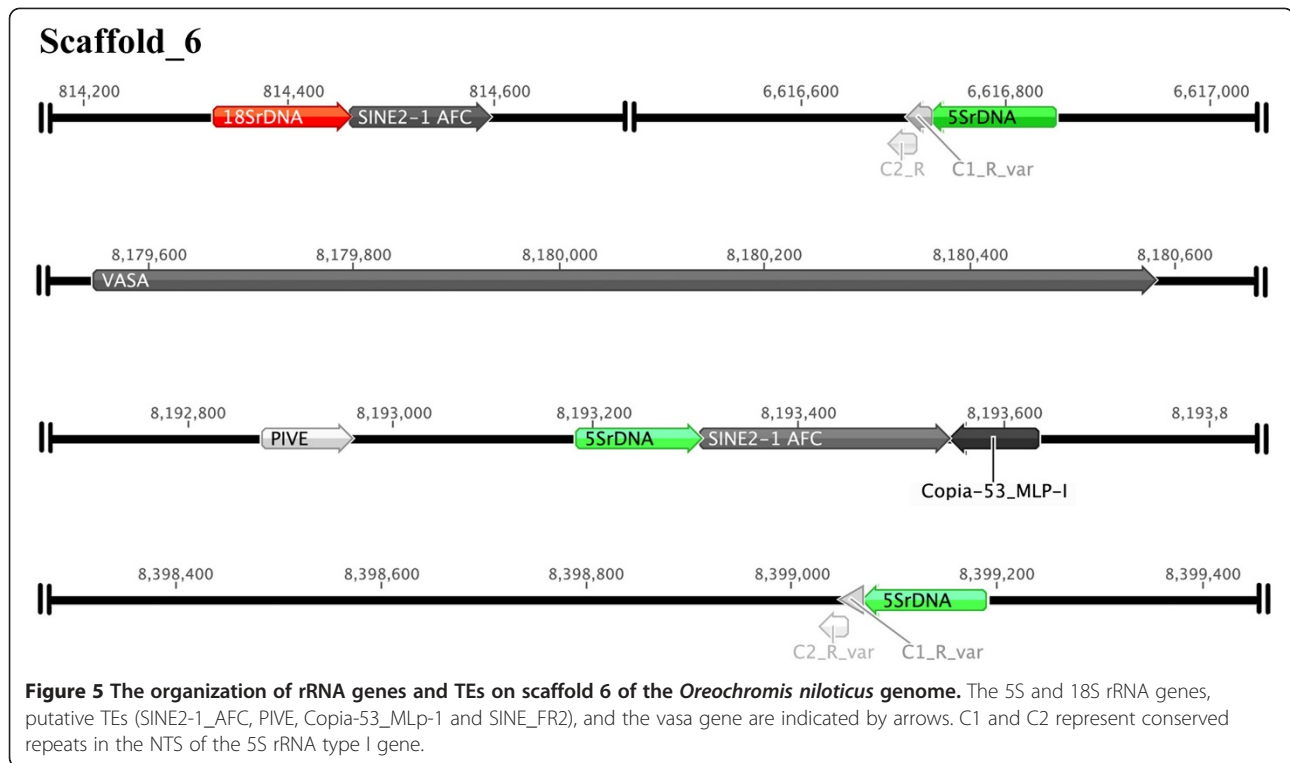 Scaffold_6
814,200 814,400 814,600 6,616,600 6,616,800 6,617,000
18SrDNA SINE2-1 AFC 5SrDNA
C2_R C1_R_var
8,179,600 8,179,800 8,180,000 8,180,200 8,180,400 8,180,600
VASA
8,192,800 8,193,000 8,193,200 8,193,400 8,193,600 8,193,8
PIVE 5SrDNA SINE2-1 AFC
Copia-53_MLP-I
8,398,400 8,398,600 8,398,800 8,399,000 8,399,200 8,399,400
5SrDNA
C2_R_var C1_R_var
Figure 5 The organization of rRNA genes and TEs on scaffold 6 of the Oreochromis niloticus genome. The 5S and 18S rRNA genes,
putative TEs (SINE2-1_AFC, PIVE, Copia-53_MLp-1 and SINE_FR2), and the vasa gene are indicated by arrows. C1 and C2 represent conserved
repeats in the NTS of the 5S rRNA type I gene.